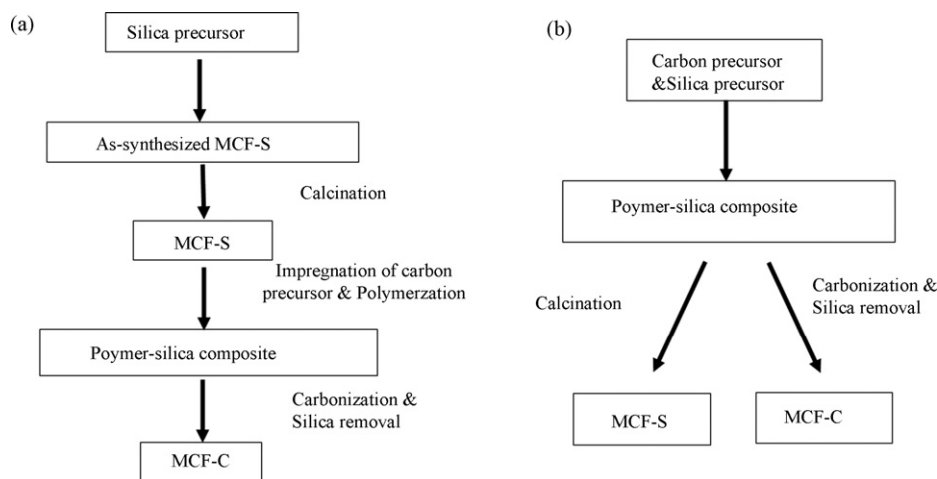 (a)
Silica precursor
As-synthesized MCF-S
Calcination
MCF-S
Impregnation of carbon
precursor & Polymerzation
Poymer-silica composite
Carbonization &
Silica removal
MCF-C
(b)
Carbon precursor
&Silica precursor
Poymer-silica composite
Calcination
Carbonization &
Silica removal
MCF-S
MCF-C